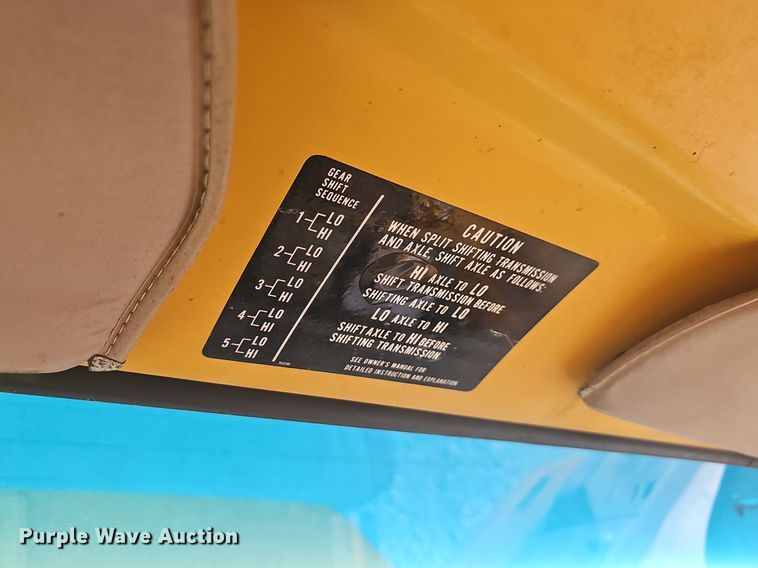 GEAR
SHIFT
SEQUENCE
1 LO
HI
2 LO
HI
3 LO
HI
4 LO
HI
5 LO
HI
CAUTION
WHEN SPLIT SHIFTING TRANSMISSION
AND AXLE, SHIFT AXLE AS FOLLOWS:
HI AXLE TO LO
SHIFT TRANSMISSION BEFORE
SHIFTING AXLE TO LO
LO AXLE TO HI
SHIFT AXLE TO HI BEFORE
SHIFTING TRANSMISSION
SEE OWNER'S MANUAL FOR
DETAILED INSTRUCTION AND EXPLANATION
Purple Wave Auction